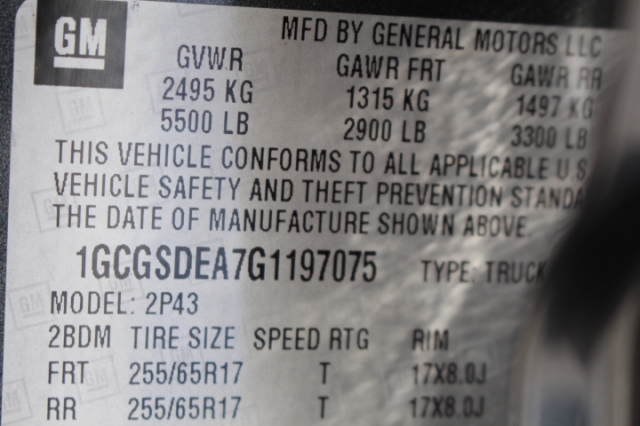 GM
MFD BY GENERAL MOTORS LLC
GVWR GAWR FRT GAWR RR
2495 KG 1315 KG 1497 KG
5500 LB 2900 LB 3300 LB
THIS VEHICLE CONFORMS TO ALL APPLICABLE U.S.
VEHICLE SAFETY AND THEFT PREVENTION STANDA
THE DATE OF MANUFACTURE SHOWN ABOVE.
1GCGSDEA7G1197075 TYPE: TRUCK
MODEL: 2P43
2BDM TIRE SIZE SPEED RTG RIM
FRT 255/65R17 T 17X8.0J
RR 255/65R17 T 17X8.0J